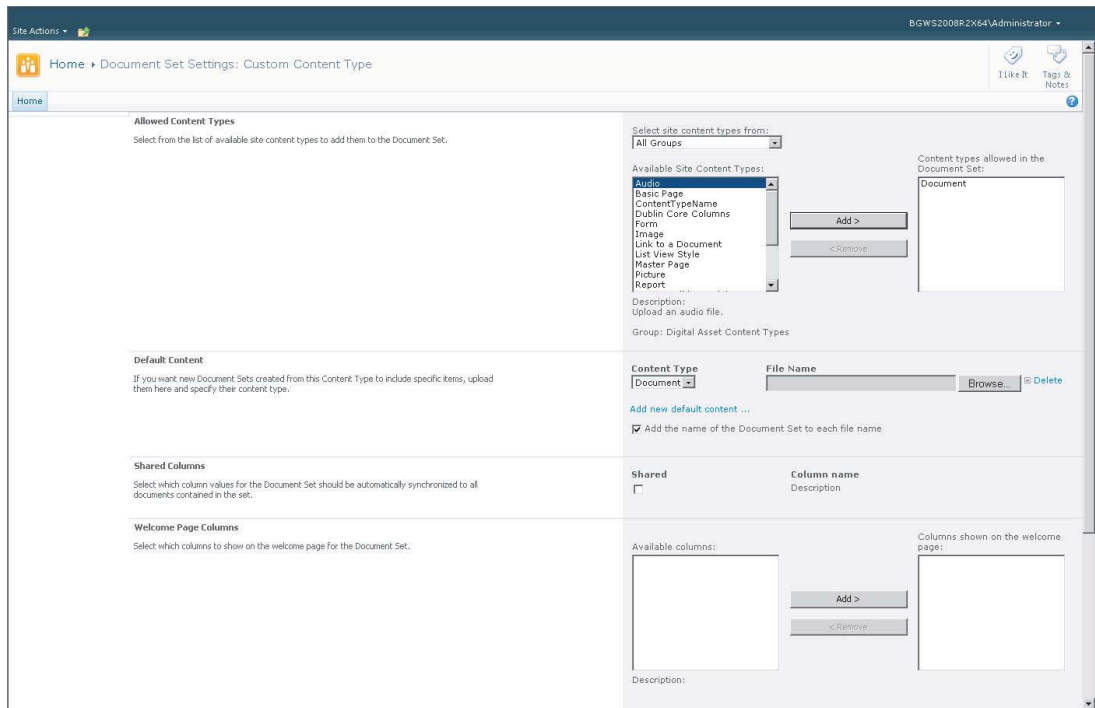 BGWS2008R2X64\Administrator
Site Actions
Home ▸ Document Set Settings: Custom Content Type
I Like It
Tags & Notes
Home
Allowed Content Types
Select from the list of available site content types to add them to the Document Set.
Select site content types from:
All Groups
Available Site Content Types:
Audio
Basic Page
ContentTypeName
Dublin Core Columns
Form
Image
Link to a Document
List View Style
Master Page
Picture
Report
Add >
< Remove
Content types allowed in the
Document Set:
Document
Description:
Upload an audio file.
Group: Digital Asset Content Types
Default Content
If you want new Document Sets created from this Content Type to include specific items, upload
them here and specify their content type.
Content Type
File Name
Document
Browse...
Delete
Add new default content ...
Add the name of the Document Set to each file name
Shared Columns
Select which column values for the Document Set should be automatically synchronized to all
documents contained in the set.
Shared
Column name
Description
Welcome Page Columns
Select which columns to show on the welcome page for the Document Set.
Available columns:
Add >
< Remove
Columns shown on the welcome
page:
Description: